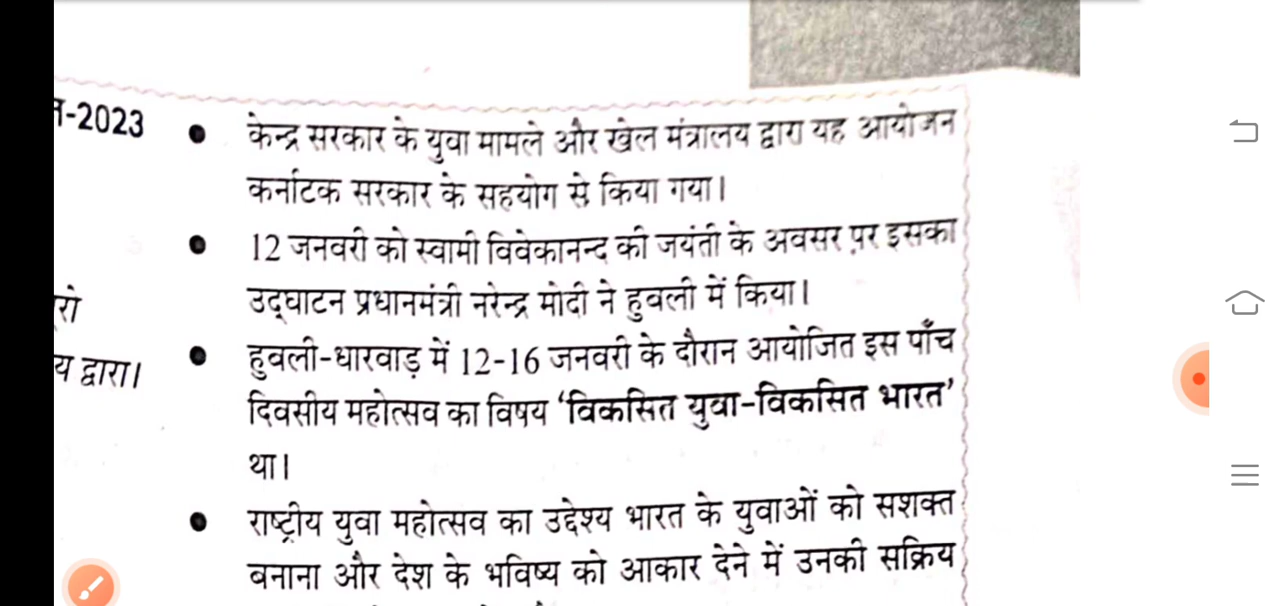 -2023
केन्द्र सरकार के युवा मामले और खेल मंत्रालय द्वारा यह आयोजन
कर्नाटक सरकार के सहयोग से किया गया।
12 जनवरी को स्वामी विवेकानन्द की जयंती के अवसर पर इसका
उद्घाटन प्रधानमंत्री नरेन्द्र मोदी ने हुबली में किया।
य द्वारा।
हुबली-धारवाड़ में 12-16 जनवरी के दौरान आयोजित इस पाँच
दिवसीय महोत्सव का विषय ‘विकसित युवा-विकसित भारत’
था।
राष्ट्रीय युवा महोत्सव का उद्देश्य भारत के युवाओं को सशक्त
बनाना और देश के भविष्य को आकार देने में उनकी सक्रिय